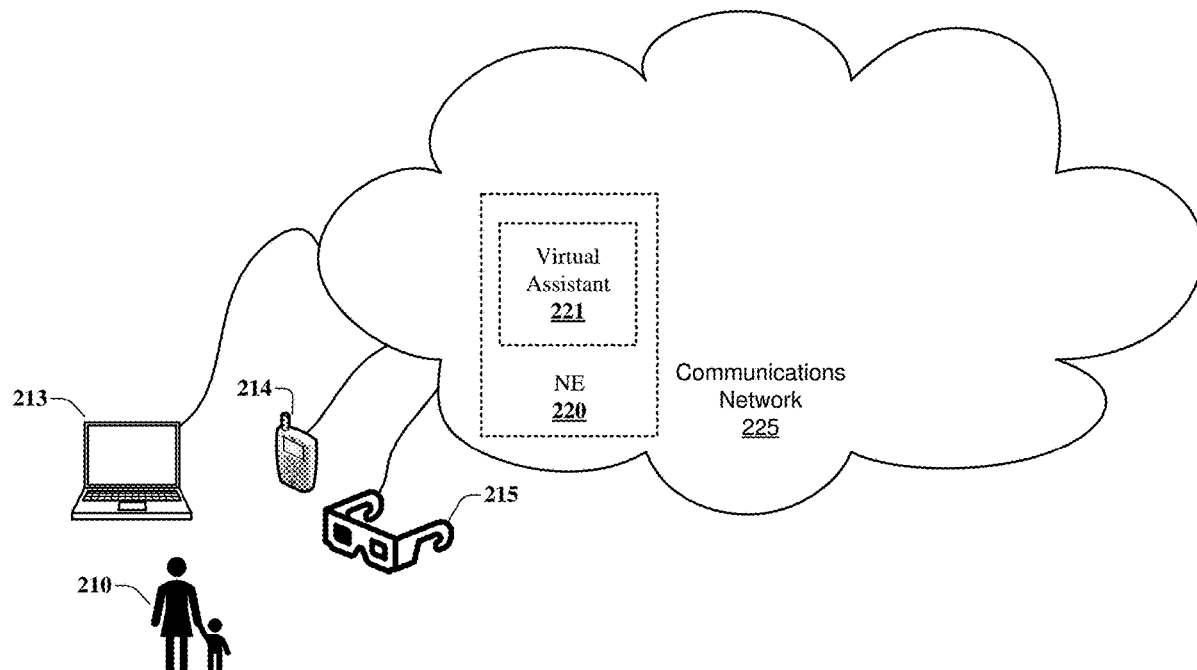 Virtual
Assistant
221
NE
220
Communications
Network
225
213
214
215
210